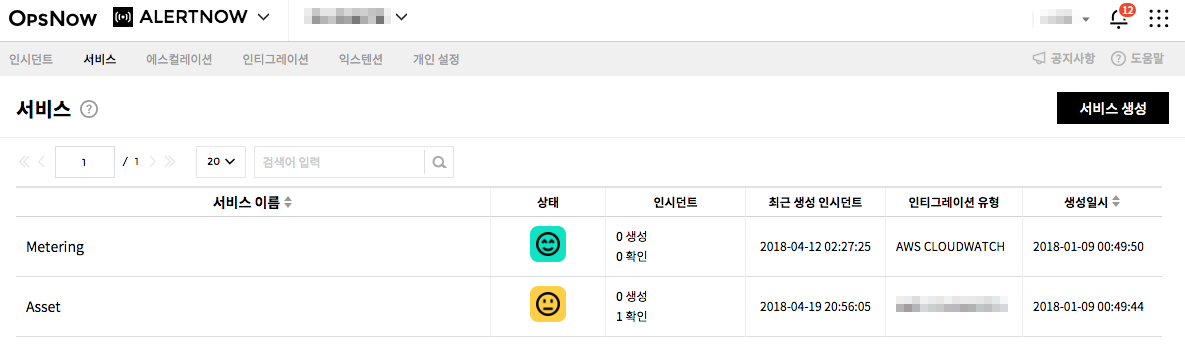 OpsNow ALERTNOW
12
인시던트 서비스 에스컬레이션 인티그레이션 익스텐션 개인 설정 공지사항 ? 도움말
서비스 ? 서비스 생성
1 / 1 20 검색어 입력
서비스 이름 상태 인시던트 최근 생성 인시던트 인티그레이션 유형 생성일시
Metering 0 생성 0 확인 2018-04-12 02:27:25 AWS CLOUDWATCH 2018-01-09 00:49:50
Asset 0 생성 1 확인 2018-04-19 20:56:05 2018-01-09 00:49:44